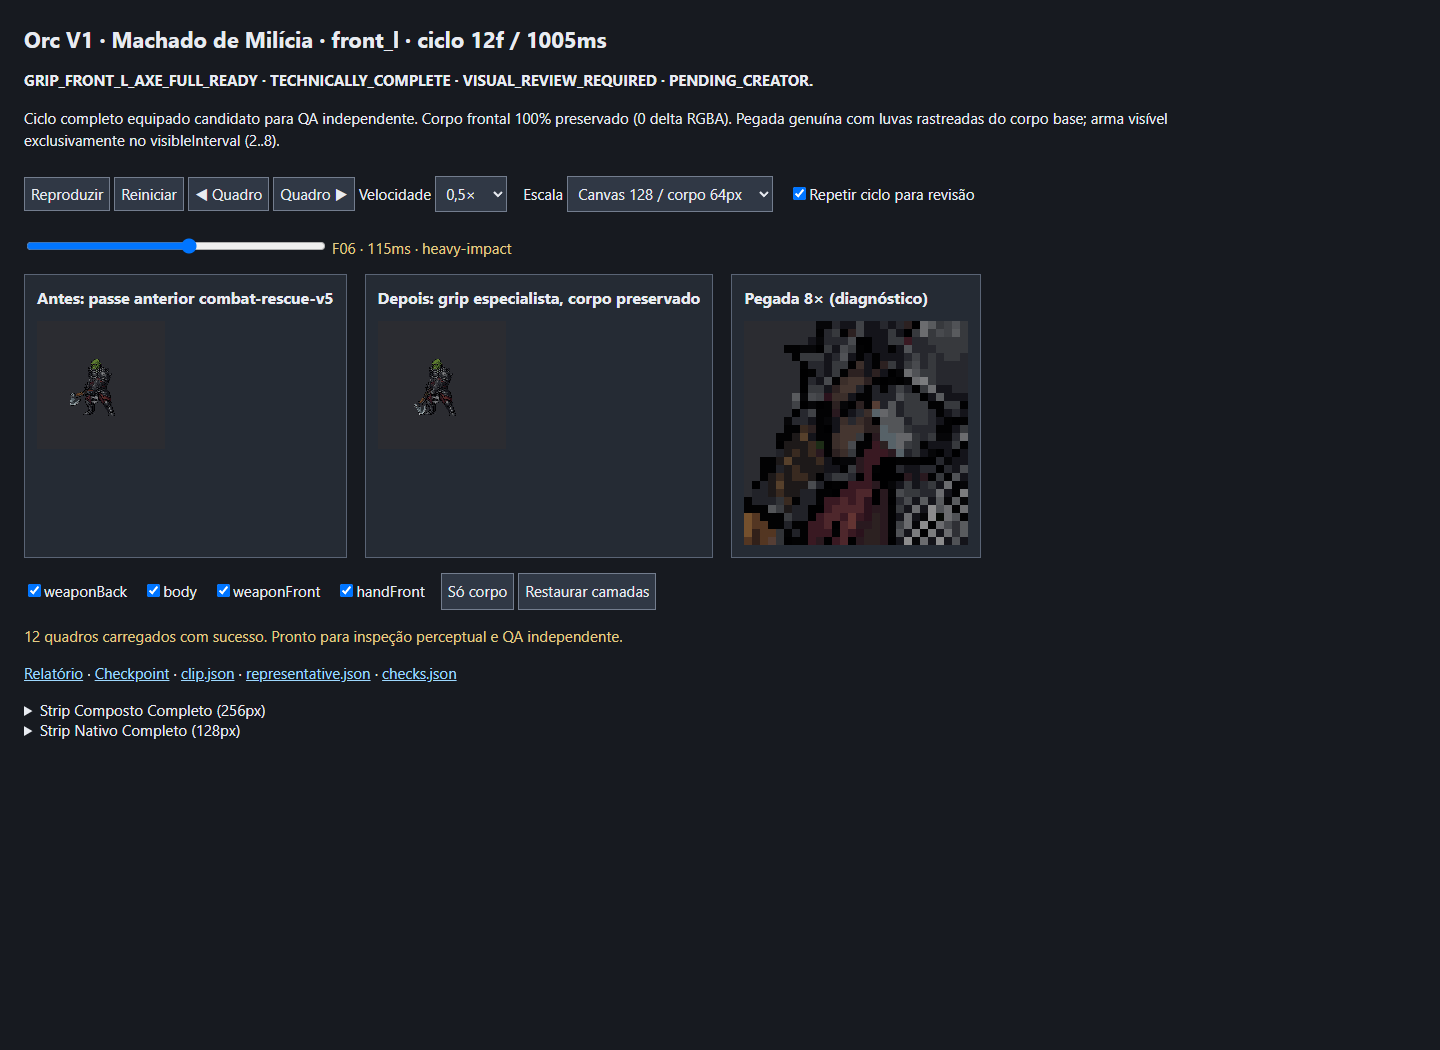 Orc V1 · Machado de Milícia · front_l · ciclo 12f / 1005ms
GRIP_FRONT_L_AXE_FULL_READY · TECHNICALLY_COMPLETE · VISUAL_REVIEW_REQUIRED · PENDING_CREATOR.
Ciclo completo equipado candidato para QA independente. Corpo frontal 100% preservado (0 delta RGBA). Pegada genuína com luvas rastreadas do corpo base; arma visível
exclusivamente no visibleInterval (2..8).
Reproduzir Reiniciar ◀ Quadro Quadro ▶ Velocidade 0,5× Escala Canvas 128 / corpo 64px Repetir ciclo para revisão
F06 · 115ms · heavy-impact
Antes: passe anterior combat-rescue-v5
Depois: grip especialista, corpo preservado
Pegada 8× (diagnóstico)
weaponBack body weaponFront handFront Só corpo Restaurar camadas
12 quadros carregados com sucesso. Pronto para inspeção perceptual e QA independente.
Relatório · Checkpoint · clip.json · representative.json · checks.json
▶ Strip Composto Completo (256px)
▶ Strip Nativo Completo (128px)